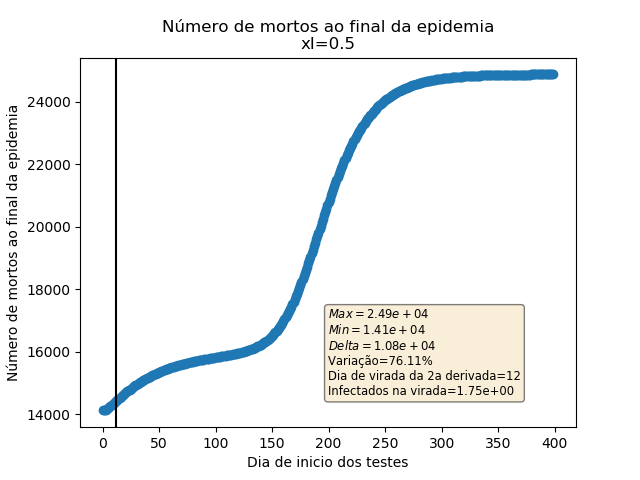 Número de mortos ao final da epidemia
xI=0.5
Número de mortos ao final da epidemia
24000
22000
20000
18000
16000
14000
Max = 2.49e + 04
Min = 1.41e + 04
Delta = 1.08e + 04
Variação=76.11%
Dia de virada da 2a derivada=12
Infectados na virada=1.75e+00
0 50 100 150 200 250 300 350 400
Dia de inicio dos testes